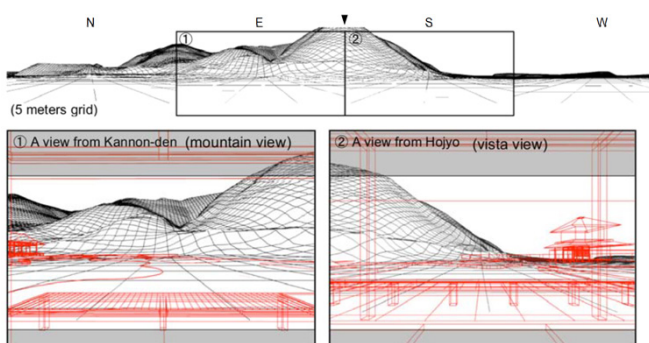 N E S W
① ②
(5 meters grid)
① A view from Kannon-den (mountain view)
② A view from Hojyo (vista view)